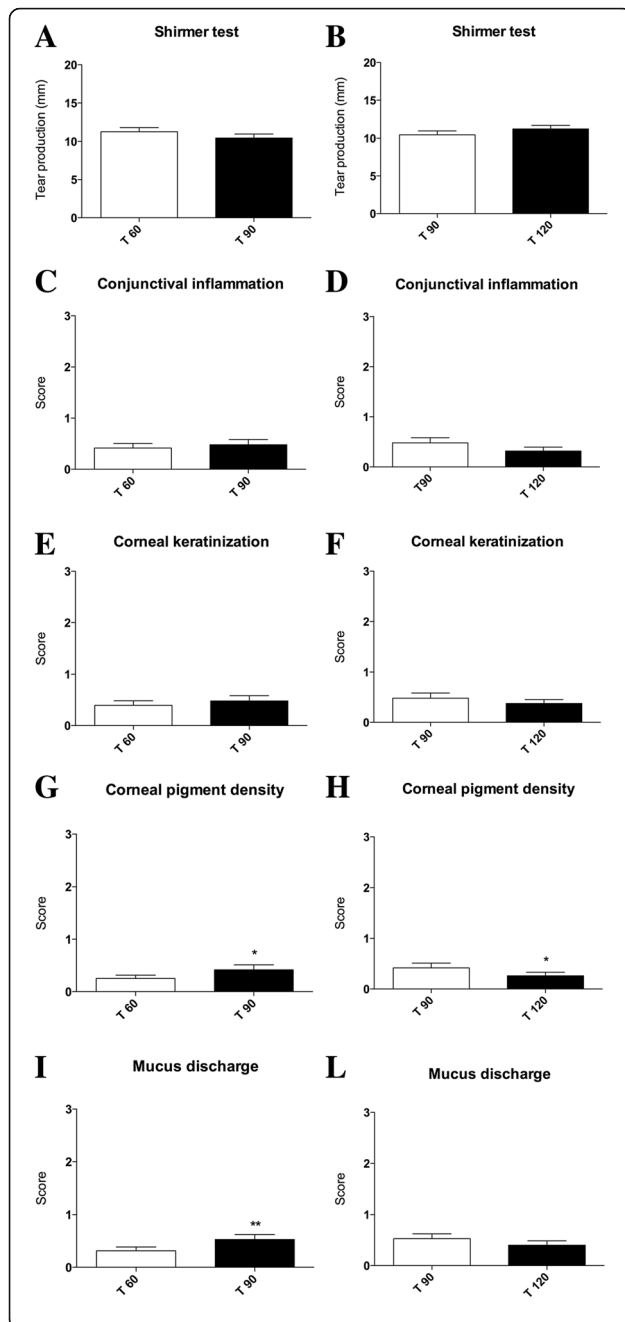 A
Shirmer test
Tear production (mm)
20
15
10
5
0
T 60
T 90
B
Shirmer test
Tear production (mm)
20
15
10
5
0
T 90
T 120
C
Conjunctival inflammation
Score
3
2
1
0
T 60
T 90
D
Conjunctival inflammation
Score
3
2
1
0
T90
T 120
E
Corneal keratinization
Score
3
2
1
0
T 60
T 90
F
Corneal keratinization
Score
3
2
1
0
T 90
T 120
G
Corneal pigment density
Score
3
2
1
0
*
T 60
T 90
H
Corneal pigment density
Score
3
2
1
0
*
T 90
T 120
I
Mucus discharge
Score
3
2
1
0
**
T 60
T 90
L
Mucus discharge
Score
3
2
1
0
T 90
T 120